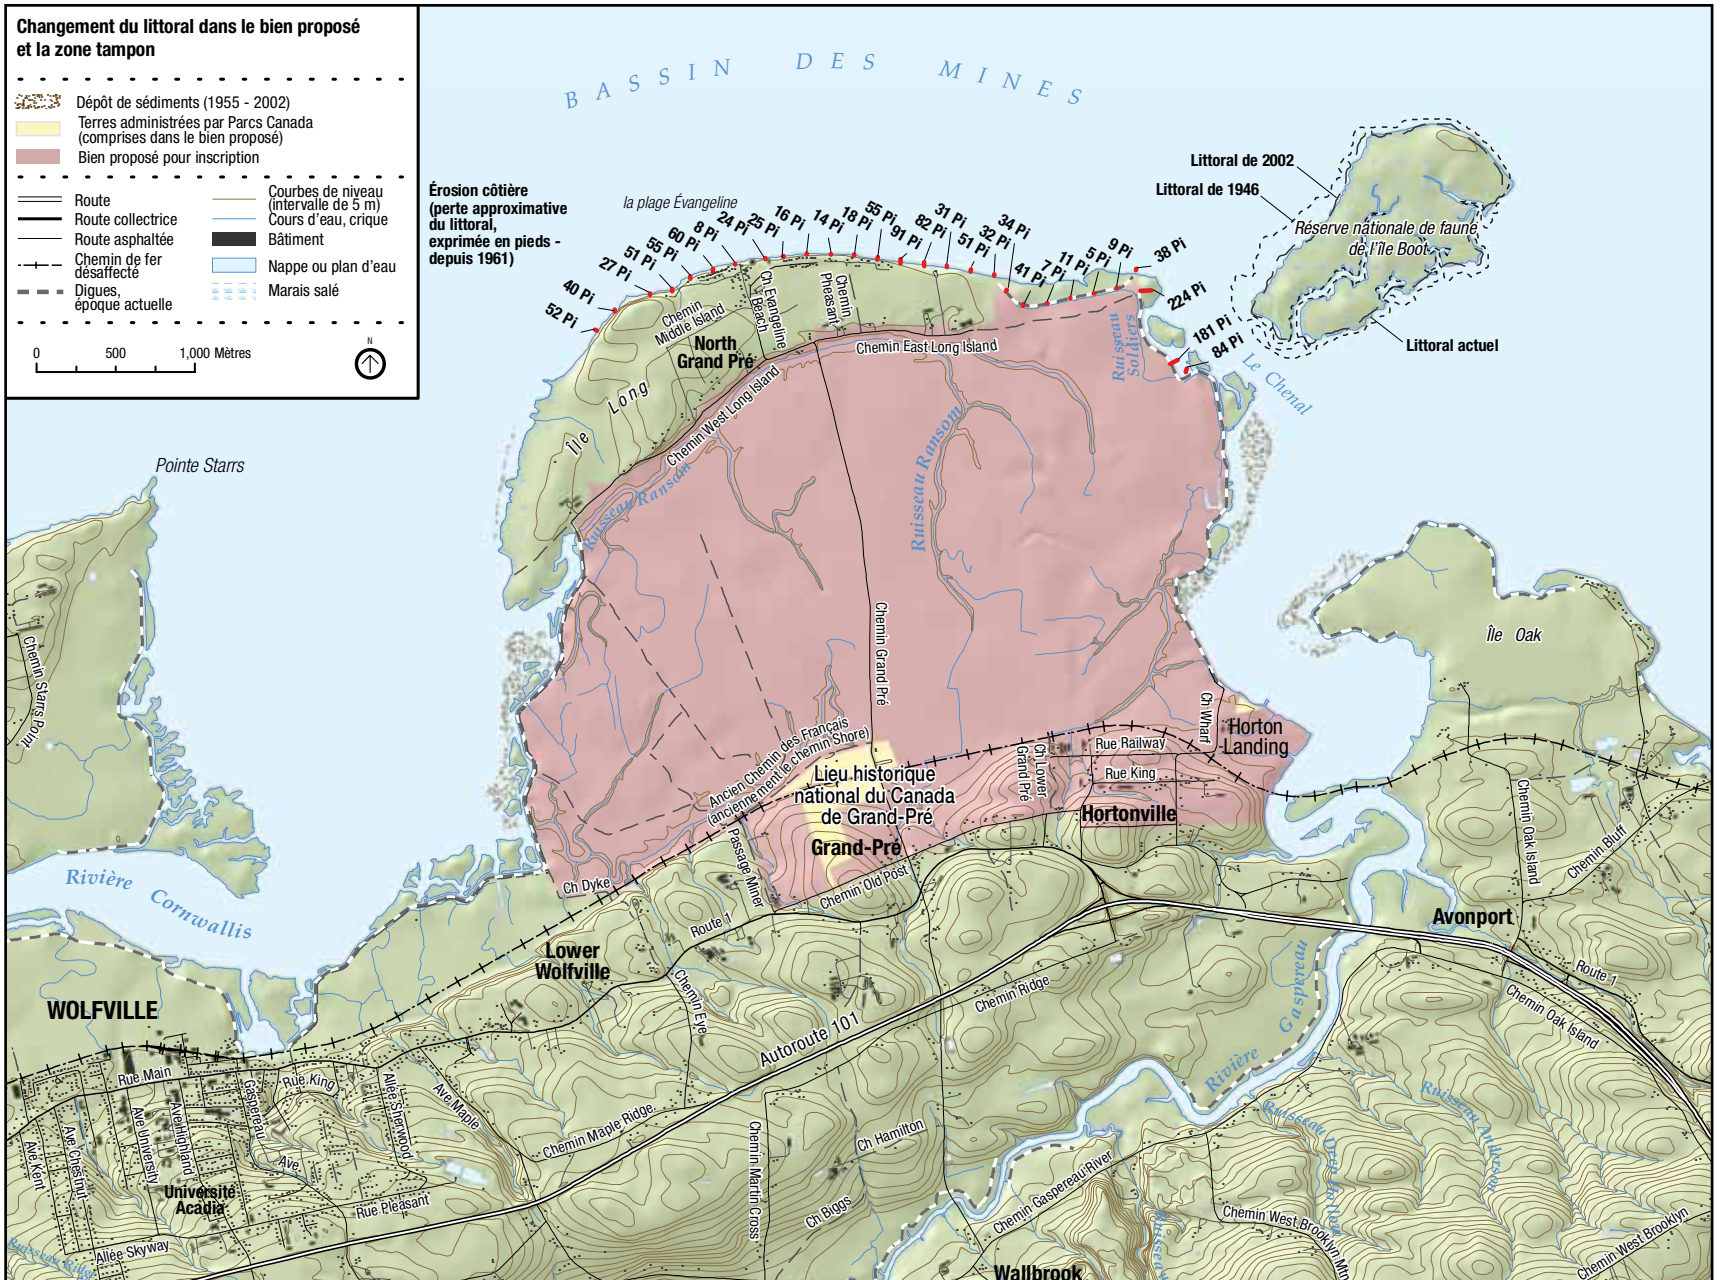 Changement du littoral dans le bien proposé
et la zone tampon
Dépôt de sédiments (1955 - 2002)
Terres administrées par Parcs Canada
(comprises dans le bien proposé)
Bien proposé pour inscription
Route
Route collectrice
Route asphaltée
Chemin de fer
désaffecté
Digues,
époque actuelle
Courbes de niveau
(intervalle de 5 m)
Cours d'eau, crique
Bâtiment
Nappe ou plan d'eau
Marais salé
0 500 1,000 Mètres
N
BASSIN DES MINES
Érosion côtière
(perte approximative
du littoral,
exprimée en pieds -
depuis 1961)
la plage Évangeline
52 Pi
40 Pi
27 Pi
51 Pi
55 Pi
60 Pi
8 Pi
24 Pi
25 Pi
16 Pi
14 Pi
18 Pi
55 Pi
91 Pi
82 Pi
31 Pi
51 Pi
32 Pi
34 Pi
41 Pi
7 Pi
11 Pi
5 Pi
9 Pi
38 Pi
224 Pi
181 Pi
84 Pi
Littoral de 2002
Littoral de 1946
Réserve nationale de faune
de l'île Boot
Littoral actuel
Le Chenal
Chemin
Middle Island
Ch Evangeline
Beach
Chemin
Pheasant
North
Grand Pré
Chemin East Long Island
Ruisseau
Soldiers
Île Long
Chemin West Long Island
Ruisseau Ransom
Ruisseau Ransom
Pointe Starrs
Chemin Starrs Point
Chemin Grand Pré
Île Oak
Ancien Chemin des Français
(anciennement le chemin Shore)
Lieu historique
national du Canada
de Grand-Pré
Grand-Pré
Ch Lower
Grand Pré
Rue Railway
Rue King
Ch Wharf
Horton
Landing
Hortonville
Passage Miner
Chemin Old Post
Ch Dyke
Route 1
Chemin Oak Island
Chemin Bluff
Avonport
Rivière Cornwallis
Lower
Wolfville
Chemin Eye
Chemin Ridge
Autoroute 101
Rivière Gaspereau
Route 1
Chemin Oak Island
WOLFVILLE
Rue Main
Rue King
Gaspereau
Ave
Allée Sherwood
Ave Maple
Ave Kent
Ave Chestnut
Ave University
Ave Highland
Université
Acadia
Rue Pleasant
Allée Skyway
Ruisseau Ridge
Chemin Maple Ridge
Chemin Martin Cross
Ch Hamilton
Ch Biggs
Chemin Gaspereau River
Wallbrook
Ruisseau
Ruisseau Deep Hollow
Ruisseau Anderson
Chemin West Brooklyn Mtn
Chemin West Brooklyn